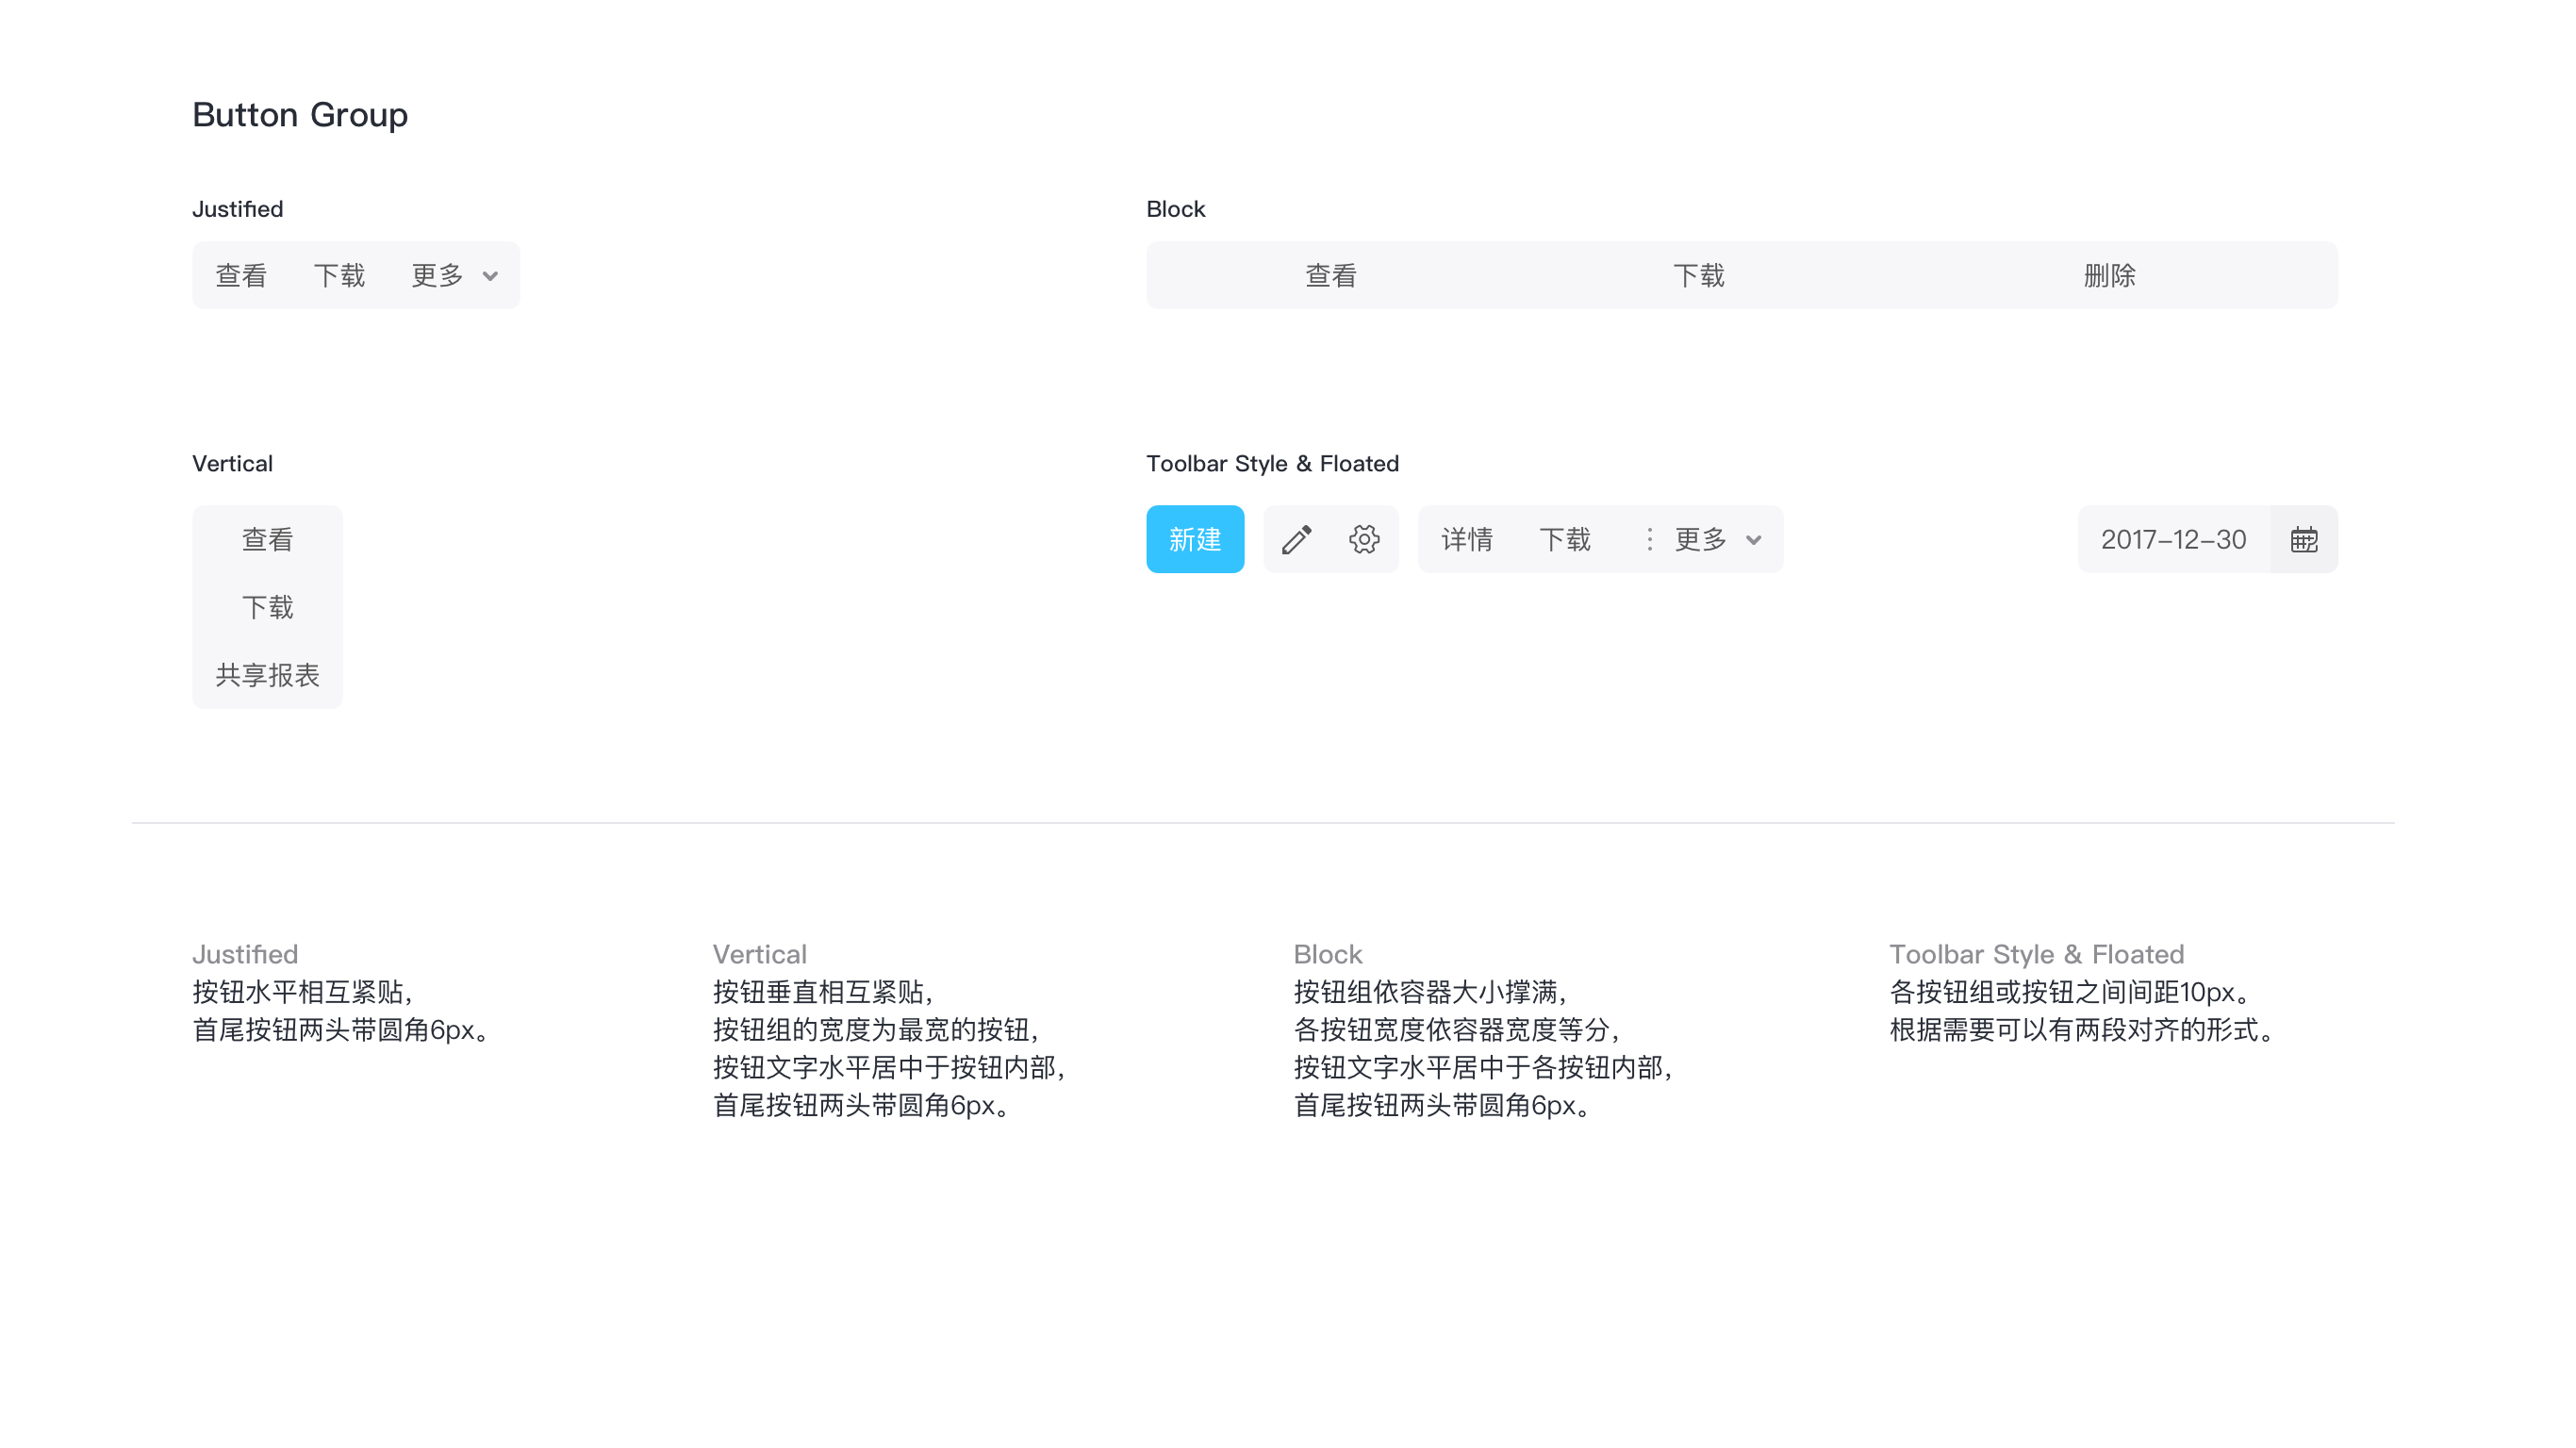 Button Group
Justified
查看 下载 更多
Block
查看 下载 删除
Vertical
查看
下载
共享报表
Toolbar Style & Floated
新建 详情 下载 更多 2017-12-30
Justified
按钮水平相互紧贴，
首尾按钮两头带圆角6px。
Vertical
按钮垂直相互紧贴，
按钮组的宽度为最宽的按钮，
按钮文字水平居中于按钮内部，
首尾按钮两头带圆角6px。
Block
按钮组依容器大小撑满，
各按钮宽度依容器宽度等分，
按钮文字水平居中于各按钮内部，
首尾按钮两头带圆角6px。
Toolbar Style & Floated
各按钮组或按钮之间间距10px。
根据需要可以有两段对齐的形式。